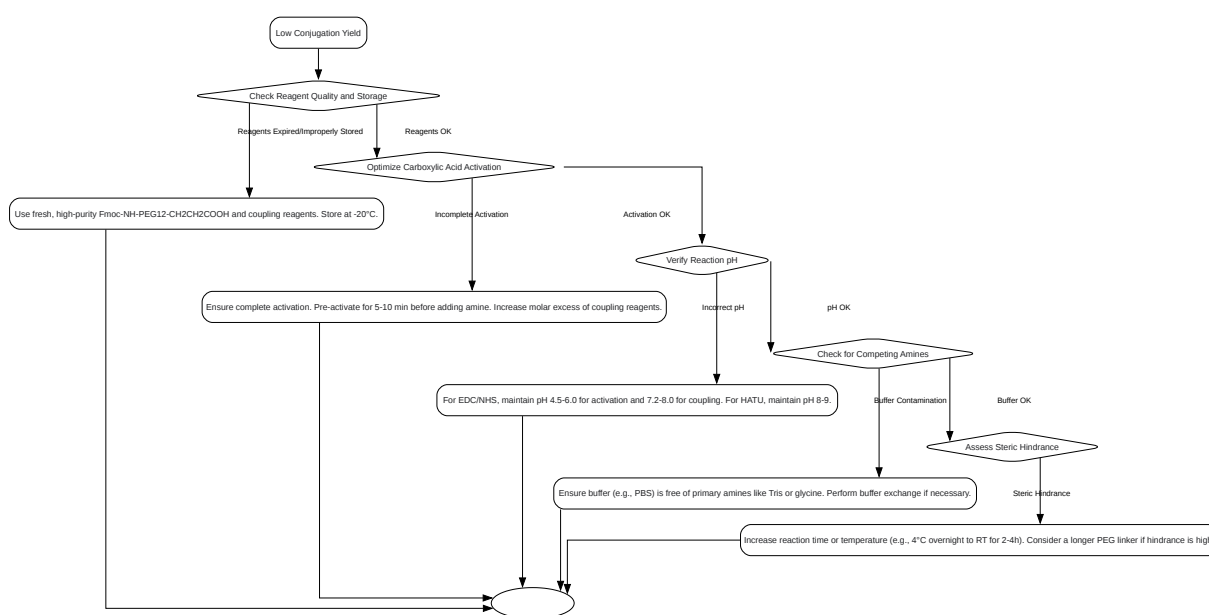 Low Conjugation Yield
Check Reagent Quality and Storage
Reagents Expired/Improperly Stored
Reagents OK
Optimize Carboxylic Acid Activation
Use fresh, high-purity Fmoc-NH-PEG12-CH2CH2COOH and coupling reagents. Store at -20°C.
Incomplete Activation
Activation OK
Verify Reaction pH
Ensure complete activation. Pre-activate for 5-10 min before adding amine. Increase molar excess of coupling reagents.
Incorrect pH
pH OK
Check for Competing Amines
For EDC/NHS, maintain pH 4.5-6.0 for activation and 7.2-8.0 for coupling. For HATU, maintain pH 8-9.
Buffer Contamination
Buffer OK
Assess Steric Hindrance
Ensure buffer (e.g., PBS) is free of primary amines like Tris or glycine. Perform buffer exchange if necessary.
Steric Hindrance
Increase reaction time or temperature (e.g., 4°C overnight to RT for 2-4h). Consider a longer PEG linker if hindrance is high